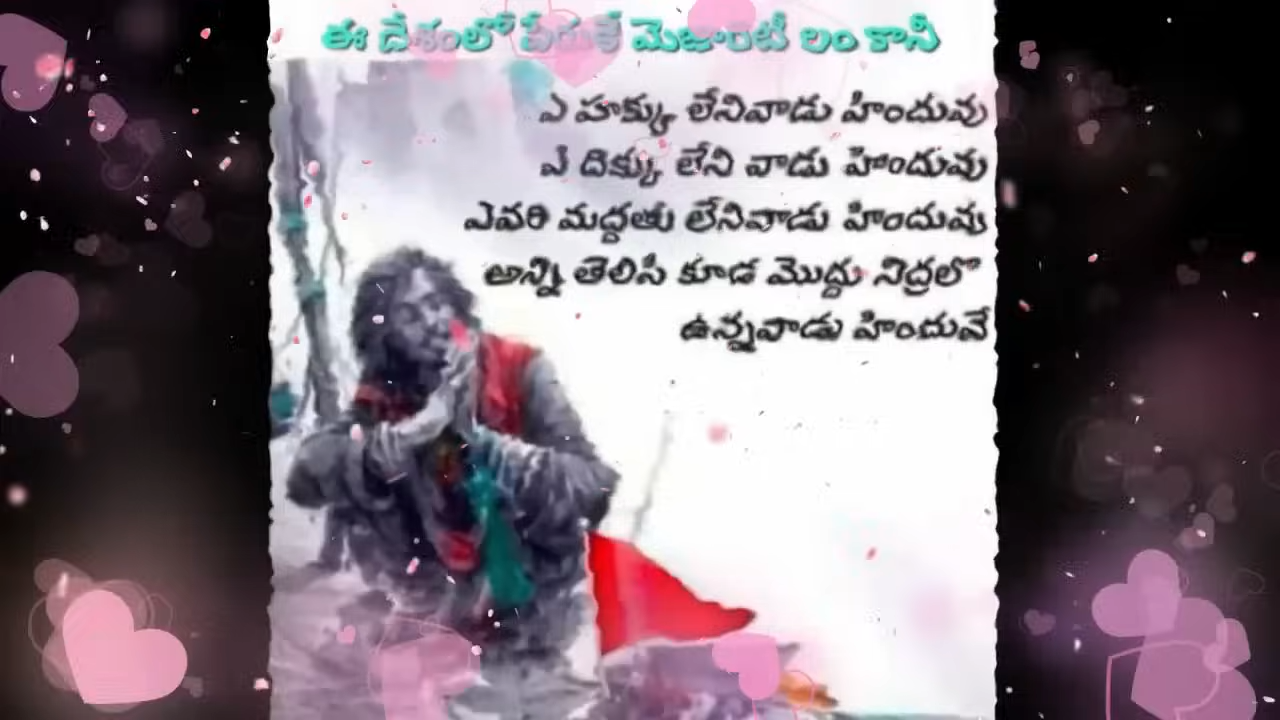 ఈ దేశంలో పేరుకే మెజారిటీ లం కానీ
ఎ హక్కు లేనివాడు హిందువు
ఏ దిక్కు లేని వాడు హిందువు
ఎవరి మద్దతు లేనివాడు హిందువు
అన్ని తెలిసి కూడ మొద్దు నిద్రలో
ఉన్నవాడు హిందువే